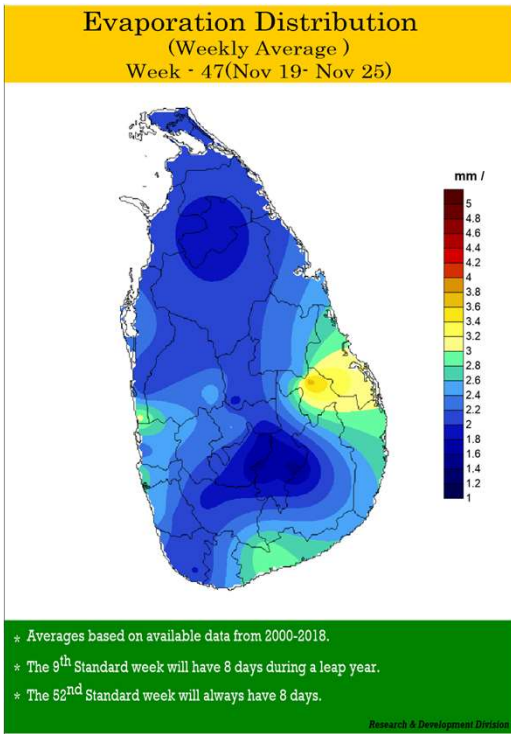 Evaporation Distribution
(Weekly Average )
Week - 47(Nov 19- Nov 25)
mm /
5
4.8
4.6
4.4
4.2
4
3.8
3.6
3.4
3.2
3
2.8
2.6
2.4
2.2
2
1.8
1.6
1.4
1.2
1
* Averages based on available data from 2000-2018.
* The 9th Standard week will have 8 days during a leap year.
* The 52nd Standard week will always have 8 days.
Research & Development Division